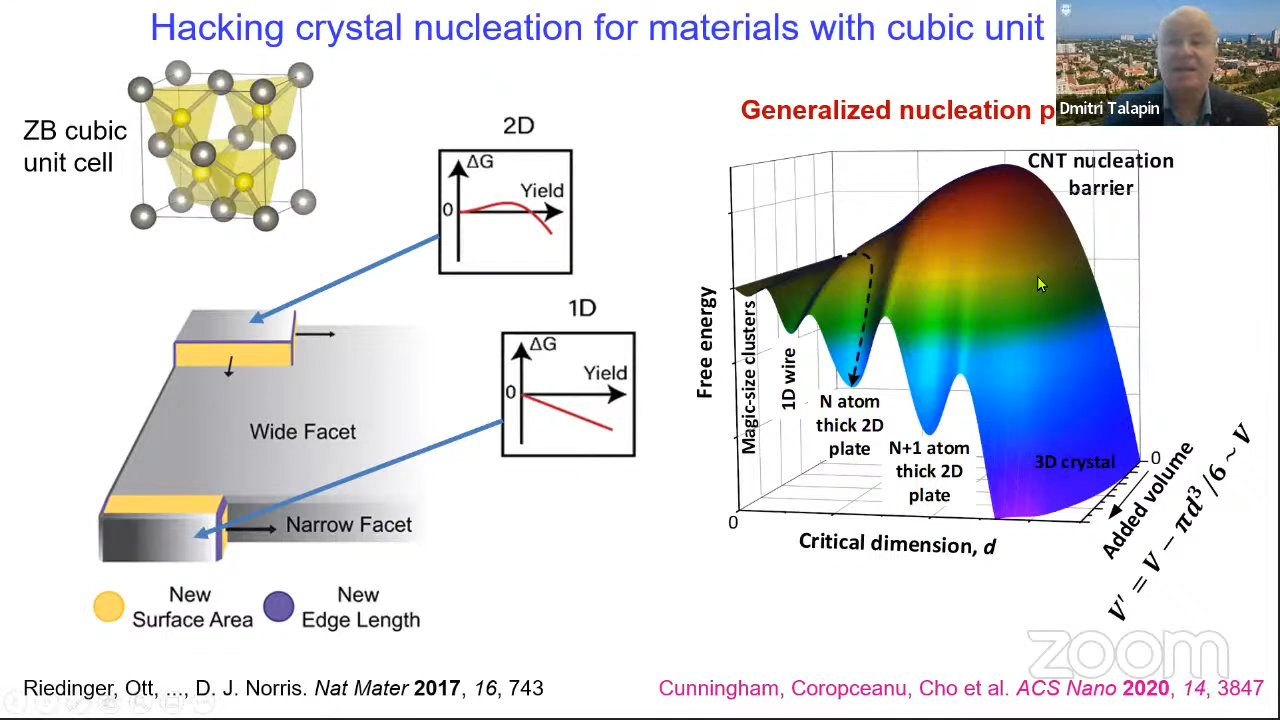 Hacking crystal nucleation for materials with cubic unit
Dmitri Talapin
ZB cubic
unit cell
2D
ΔG
Yield
0
1D
ΔG
Yield
0
Wide Facet
Narrow Facet
New
Surface Area
New
Edge Length
Generalized nucleation p
CNT nucleation
barrier
Free energy
Magic-size clusters
1D wire
N atom
thick 2D
plate
N+1 atom
thick 2D
plate
3D crystal
0
0
Critical dimension, d
Added volume
V′ = V − πd³/6 ~ V
zoom
Riedinger, Ott, ..., D. J. Norris. Nat Mater 2017, 16, 743
Cunningham, Coropceanu, Cho et al. ACS Nano 2020, 14, 3847